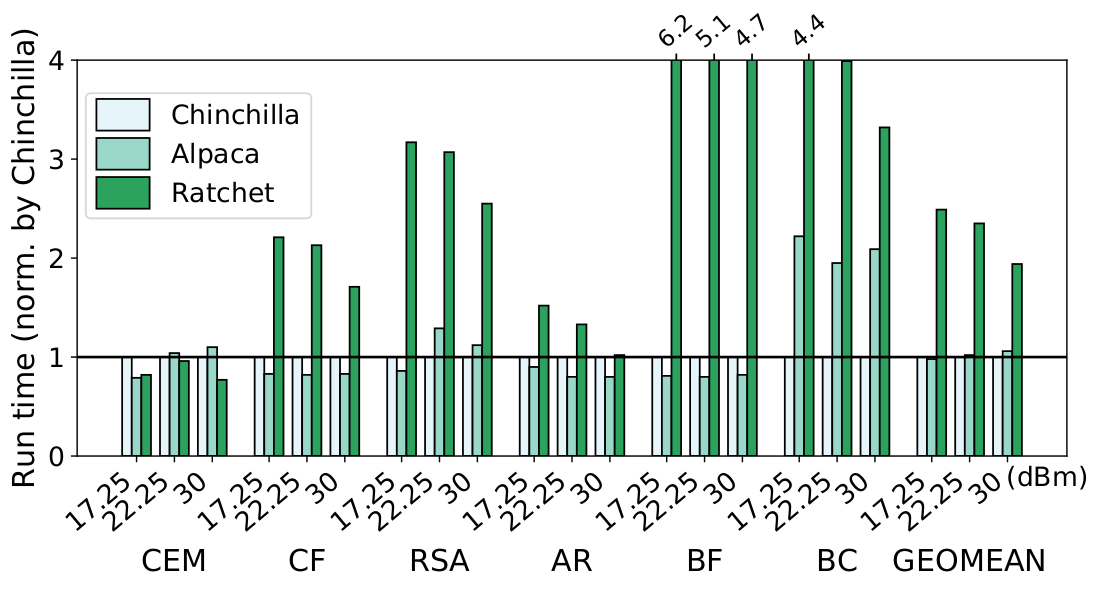 6.2 5.1 4.7 4.4
Run time (norm. by Chinchilla)
4
3
2
1
0
Chinchilla
Alpaca
Ratchet
17.25 22.25 30 17.25 22.25 30 17.25 22.25 30 17.25 22.25 30 17.25 22.25 30 17.25 22.25 30 17.25 22.25 30 (dBm)
CEM CF RSA AR BF BC GEOMEAN